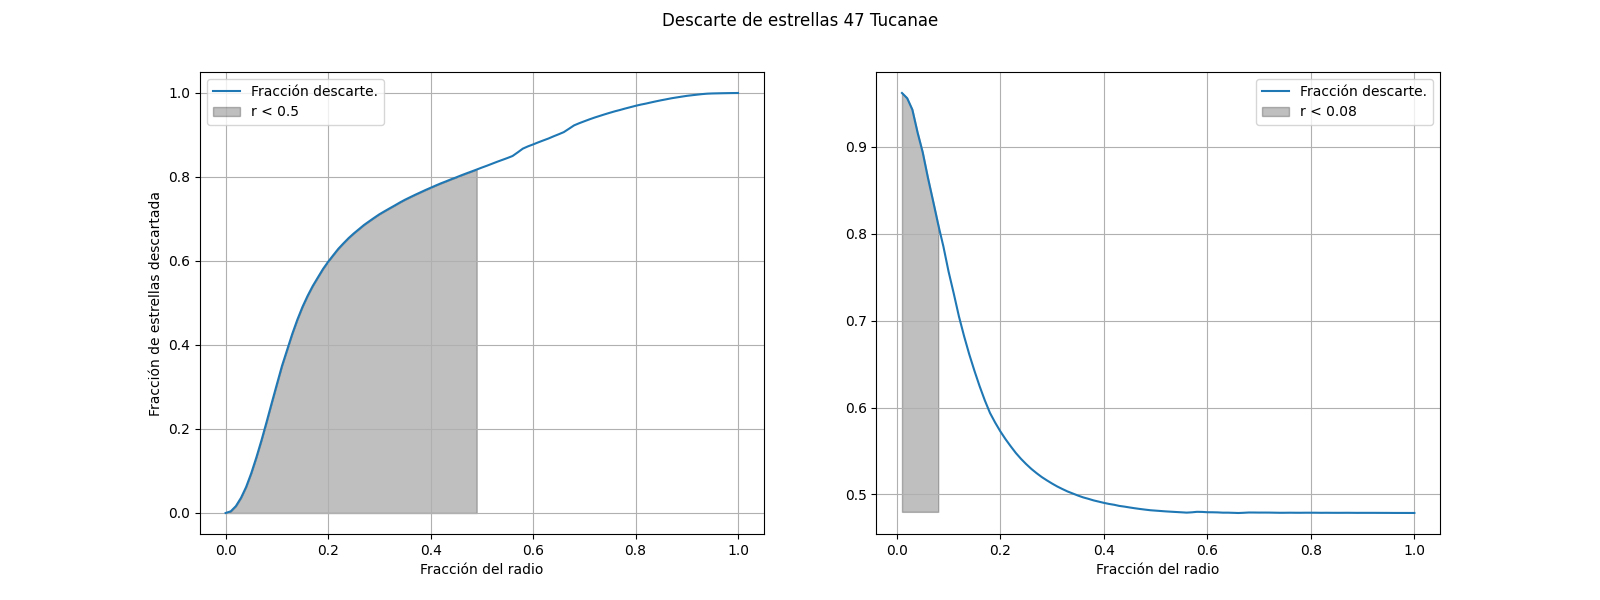 Descarte de estrellas 47 Tucanae
Fracción de estrellas descartada
1.0
0.8
0.6
0.4
0.2
0.0
Fracción descarte.
r < 0.5
0.0 0.2 0.4 0.6 0.8 1.0
Fracción del radio
0.9
0.8
0.7
0.6
0.5
Fracción descarte.
r < 0.08
0.0 0.2 0.4 0.6 0.8 1.0
Fracción del radio